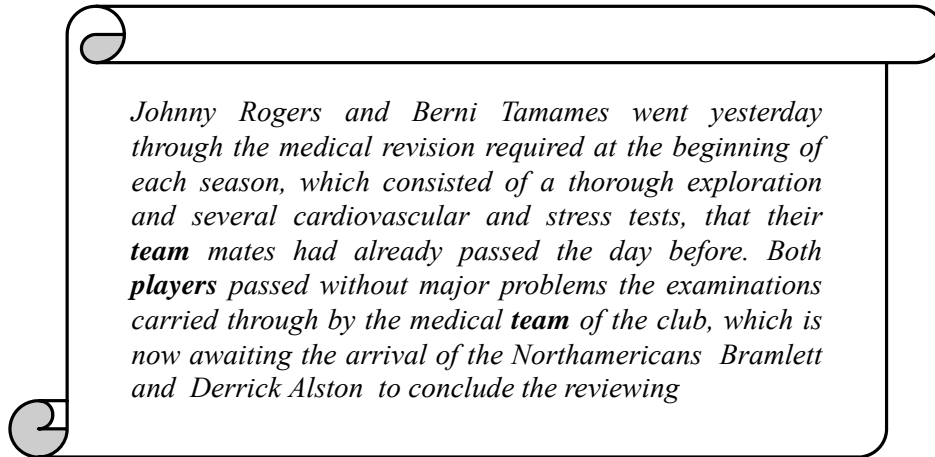 Johnny Rogers and Berni Tamames went yesterday
through the medical revision required at the beginning of
each season, which consisted of a thorough exploration
and several cardiovascular and stress tests, that their
team mates had already passed the day before. Both
players passed without major problems the examinations
carried through by the medical team of the club, which is
now awaiting the arrival of the Northamericans Bramlett
and Derrick Alston to conclude the reviewing